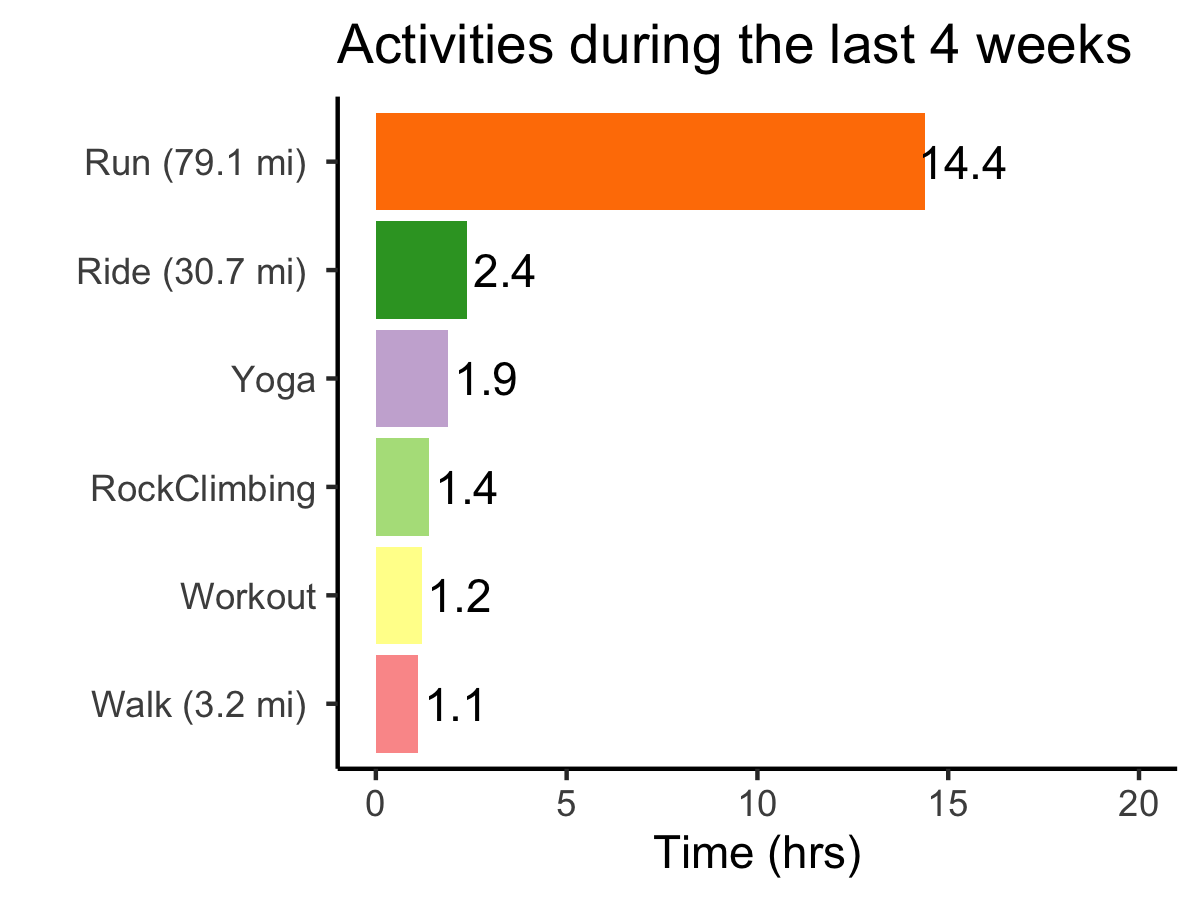 Activities during the last 4 weeks
Run (79.1 mi)
14.4
Ride (30.7 mi)
2.4
Yoga
1.9
RockClimbing
1.4
Workout
1.2
Walk (3.2 mi)
1.1
0 5 10 15 20
Time (hrs)